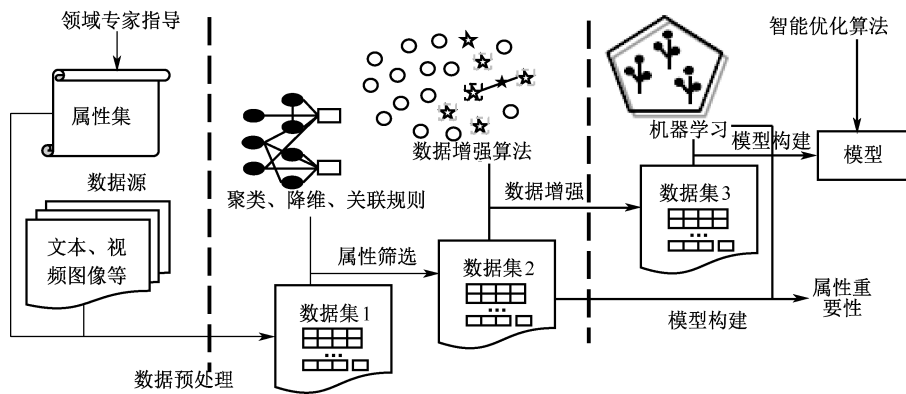 领域专家指导
属性集
数据源
文本、视
频图像等
数据预处理
聚类、降维、关联规则
属性筛选
数据集1
数据增强算法
数据增强
数据集2
机器学习
数据集3
模型构建
智能优化算法
模型
模型构建
属性重
要性